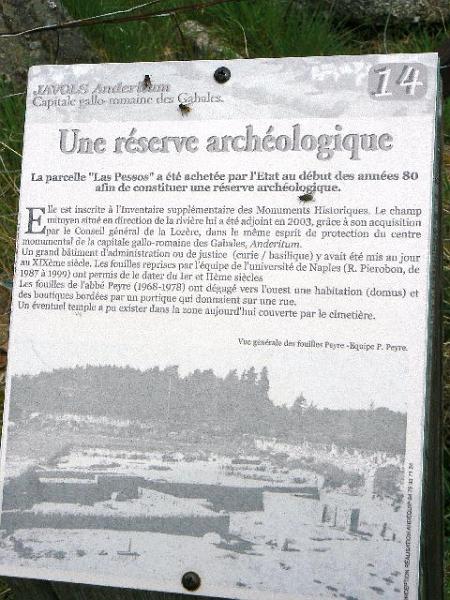 JAVOLS Anderitum
14
Capitale gallo-romaine des Gabales.
Une réserve archéologique
La parcelle "Las Pessos" a été achetée par l'Etat au début des années 80
afin de constituer une réserve archéologique.
Elle est inscrite à l'Inventaire supplémentaire des Monuments Historiques. Le champ
mitoyen situé en direction de la rivière lui a été adjoint en 2003, grâce à son acquisition
par le Conseil général de la Lozère, dans le même esprit de protection du centre
monumental de la capitale gallo-romaine des Gabales, Anderitum.
Un grand bâtiment d'administration ou de justice (curie / basilique) y avait été mis au jour
au XIXème siècle. Les fouilles reprises par l'équipe de l'université de Naples (R. Pierobon, de
1987 à 1999) ont permis de le dater du Ier et IIème siècles
Les fouilles de l'abbé Peyre (1968-1978) ont dégagé vers l'ouest une habitation (domus) et
des boutiques bordées par un portique qui donnaient sur une rue.
Un éventuel temple a pu exister dans la zone aujourd'hui couverte par le cimetière.
Vue générale des fouilles Peyre - Equipe P. Peyre.